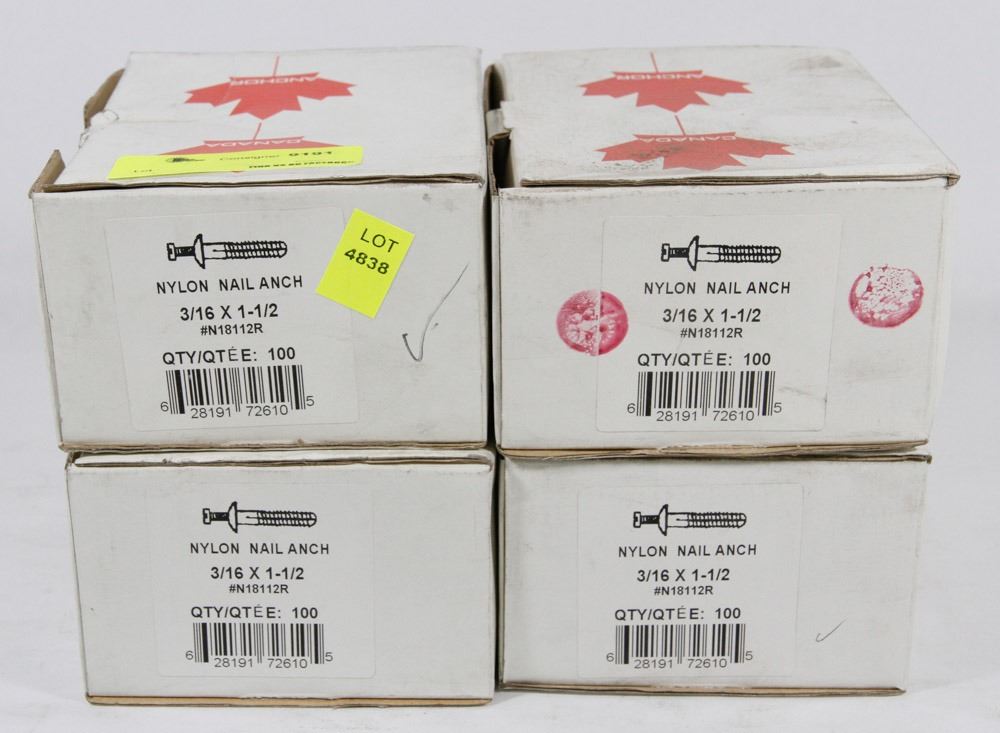 ANCHOR
CANADA
Lot
Consignor 9191
LOT
4838
NYLON NAIL ANCH
3/16 X 1-1/2
#N18112R
QTY/QTÉE: 100
6 28191 72610 5
ANCHOR
CANADA
NYLON NAIL ANCH
3/16 X 1-1/2
#N18112R
QTY/QTÉE: 100
6 28191 72610 5
NYLON NAIL ANCH
3/16 X 1-1/2
#N18112R
QTY/QTÉE: 100
6 28191 72610 5
NYLON NAIL ANCH
3/16 X 1-1/2
#N18112R
QTY/QTÉE: 100
6 28191 72610 5